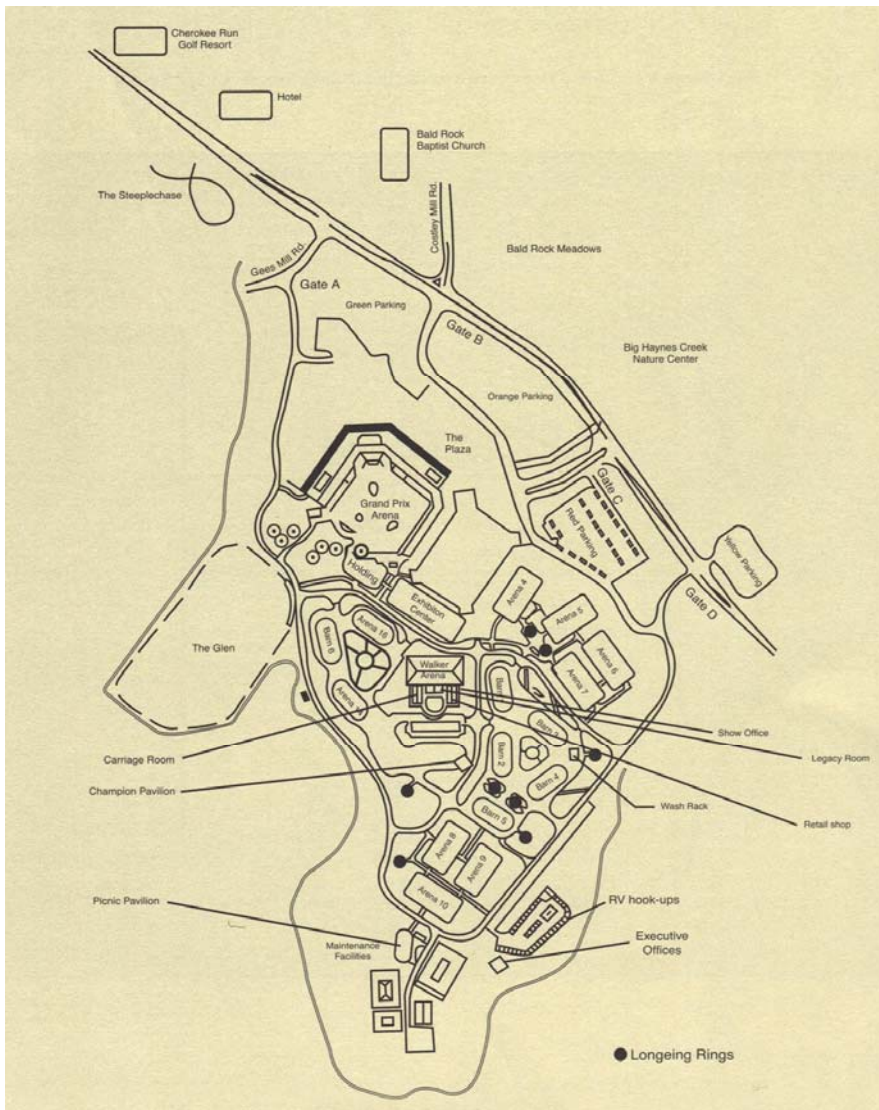 Cherokee Run
Golf Resort
Hotel
Bald Rock
Baptist Church
The Steeplechase
Costley Mill Rd.
Bald Rock Meadows
Gees Mill Rd.
Gate A
Green Parking
Gate B
Big Haynes Creek
Nature Center
Orange Parking
The
Plaza
Gate C
Grand Prix
Arena
Red Parking
Yellow Parking
Holding
Exhibiton
Center
Arena 4
Arena 5
Gate D
Arena 16
Barn 6
The Glen
Arena 6
Walker
Arena
Arena 7
Barn
Arena
Show Office
Barn 3
Carriage Room
Legacy Room
Barn 2
Champion Pavilion
Barn 4
Wash Rack
Barn 5
Retail shop
Arena 8
Arena 9
Arena 10
Picnic Pavilion
RV hook-ups
Maintenance
Facilities
Executive
Offices
Longeing Rings